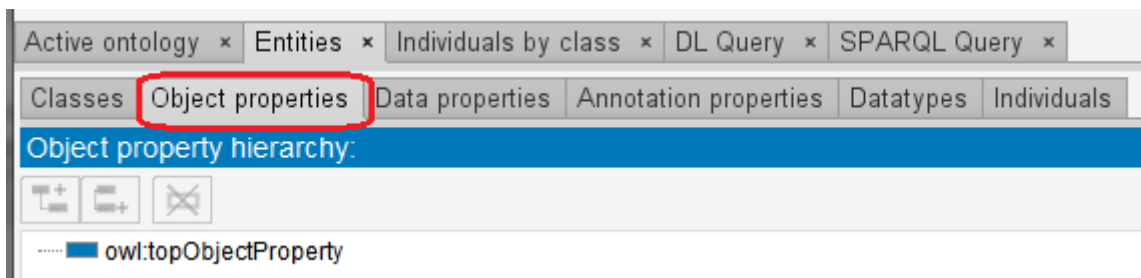 Active ontology × Entities × Individuals by class × DL Query × SPARQL Query ×
Classes Object properties Data properties Annotation properties Datatypes Individuals
Object property hierarchy:
owl:topObjectProperty